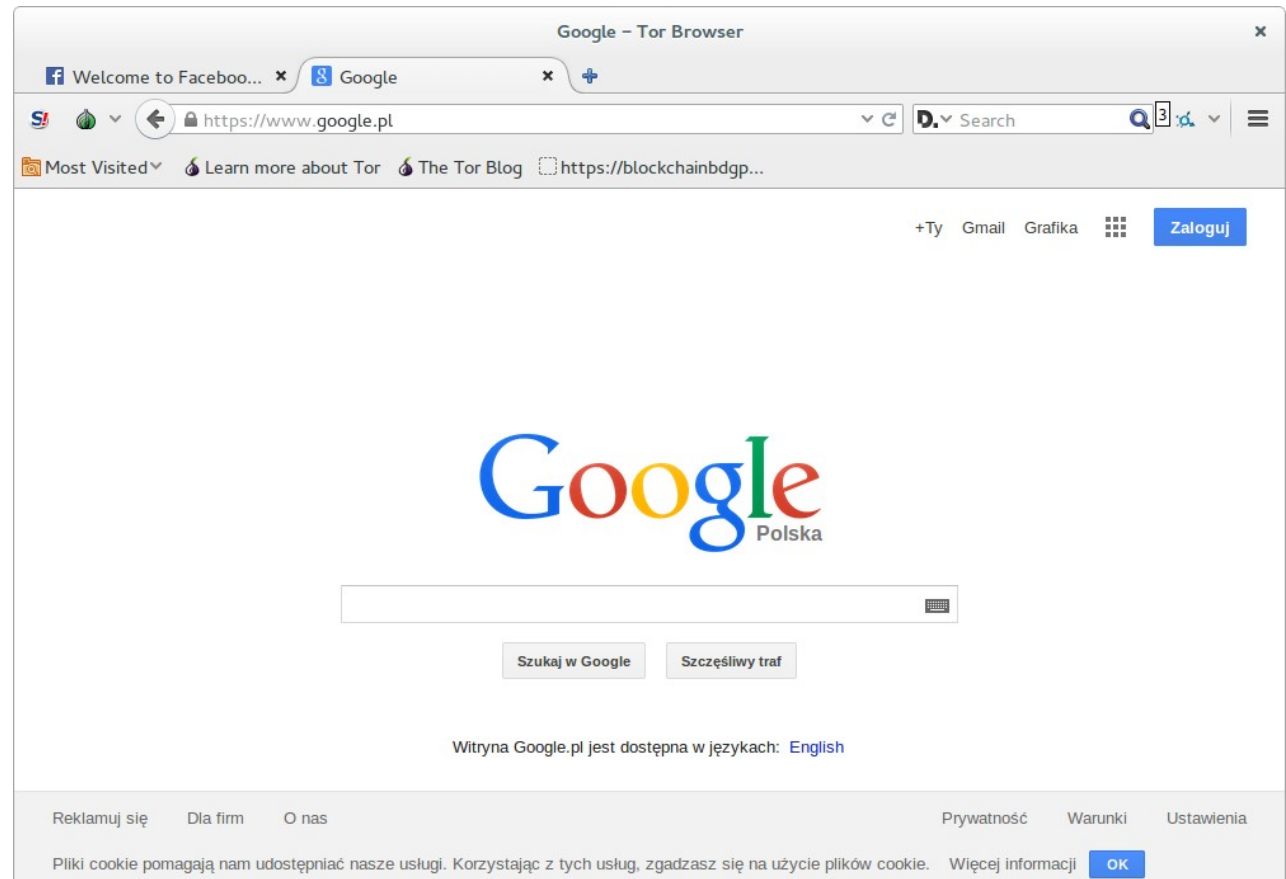 Google – Tor Browser
Welcome to Faceboo... Google
https://www.google.pl Search 3
Most Visited Learn more about Tor The Tor Blog https://blockchainbdgp...
+Ty Gmail Grafika Zaloguj
Google
Polska
Szukaj w Google Szczęśliwy traf
Witryna Google.pl jest dostępna w językach: English
Reklamuj się Dla firm O nas Prywatność Warunki Ustawienia
Pliki cookie pomagają nam udostępniać nasze usługi. Korzystając z tych usług, zgadzasz się na użycie plików cookie. Więcej informacji OK